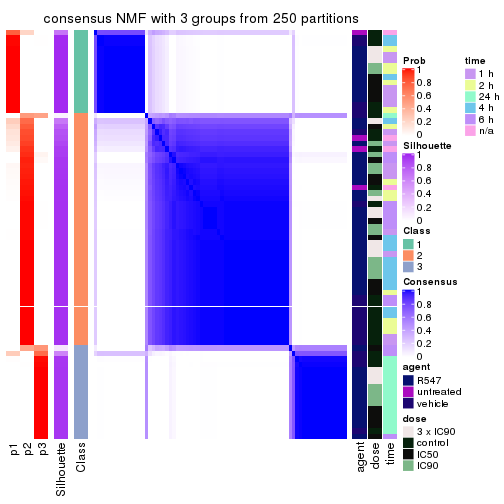 consensus NMF with 3 groups from 250 partitions
Prob
1
0.8
0.6
0.4
0.2
0
time
1 h
2 h
24 h
4 h
6 h
n/a
Silhouette
1
0.8
0.6
0.4
0.2
0
Class
1
2
3
Consensus
1
0.8
0.6
0.4
0.2
0
agent
R547
untreated
vehicle
dose
3 x IC90
control
IC50
IC90
p1
p2
p3
Silhouette
Class
agent
dose
time